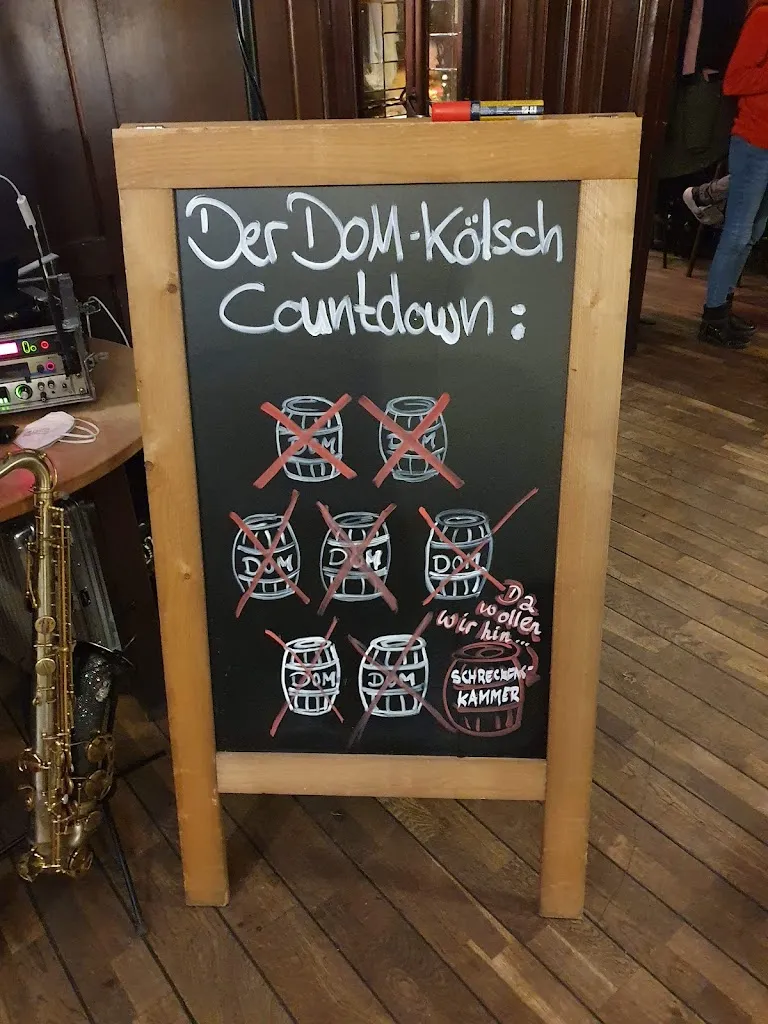 Der DOM-Kölsch
Countdown:
DOM
DOM
DOM
DOM
DOM
Da
wollen
wir hin...
DOM
DOM
SCHRECKENS-
KAMMER